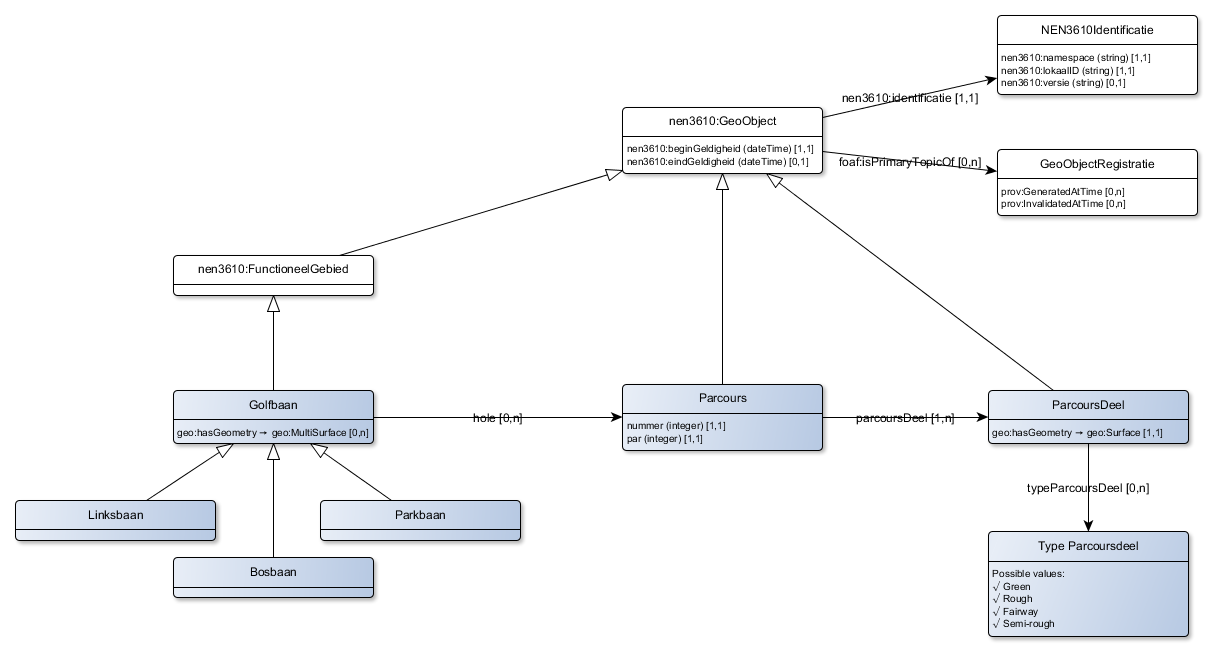 NEN3610Identificatie
nen3610:namespace (string) [1,1]
nen3610:lokaalID (string) [1,1]
nen3610:versie (string) [0,1]
nen3610:identificatie [1,1]
nen3610:GeoObject
nen3610:beginGeldigheid (dateTime) [1,1]
nen3610:eindGeldigheid (dateTime) [0,1]
foaf:isPrimaryTopicOf [0,n]
GeoObjectRegistratie
prov:GeneratedAtTime [0,n]
prov:InvalidatedAtTime [0,n]
nen3610:FunctioneelGebied
Golfbaan
geo:hasGeometry → geo:MultiSurface [0,n]
hole [0,n]
Parcours
nummer (integer) [1,1]
par (integer) [1,1]
parcoursDeel [1,n]
ParcoursDeel
geo:hasGeometry → geo:Surface [1,1]
typeParcoursDeel [0,n]
Linksbaan
Parkbaan
Bosbaan
Type Parcoursdeel
Possible values:
√ Green
√ Rough
√ Fairway
√ Semi-rough